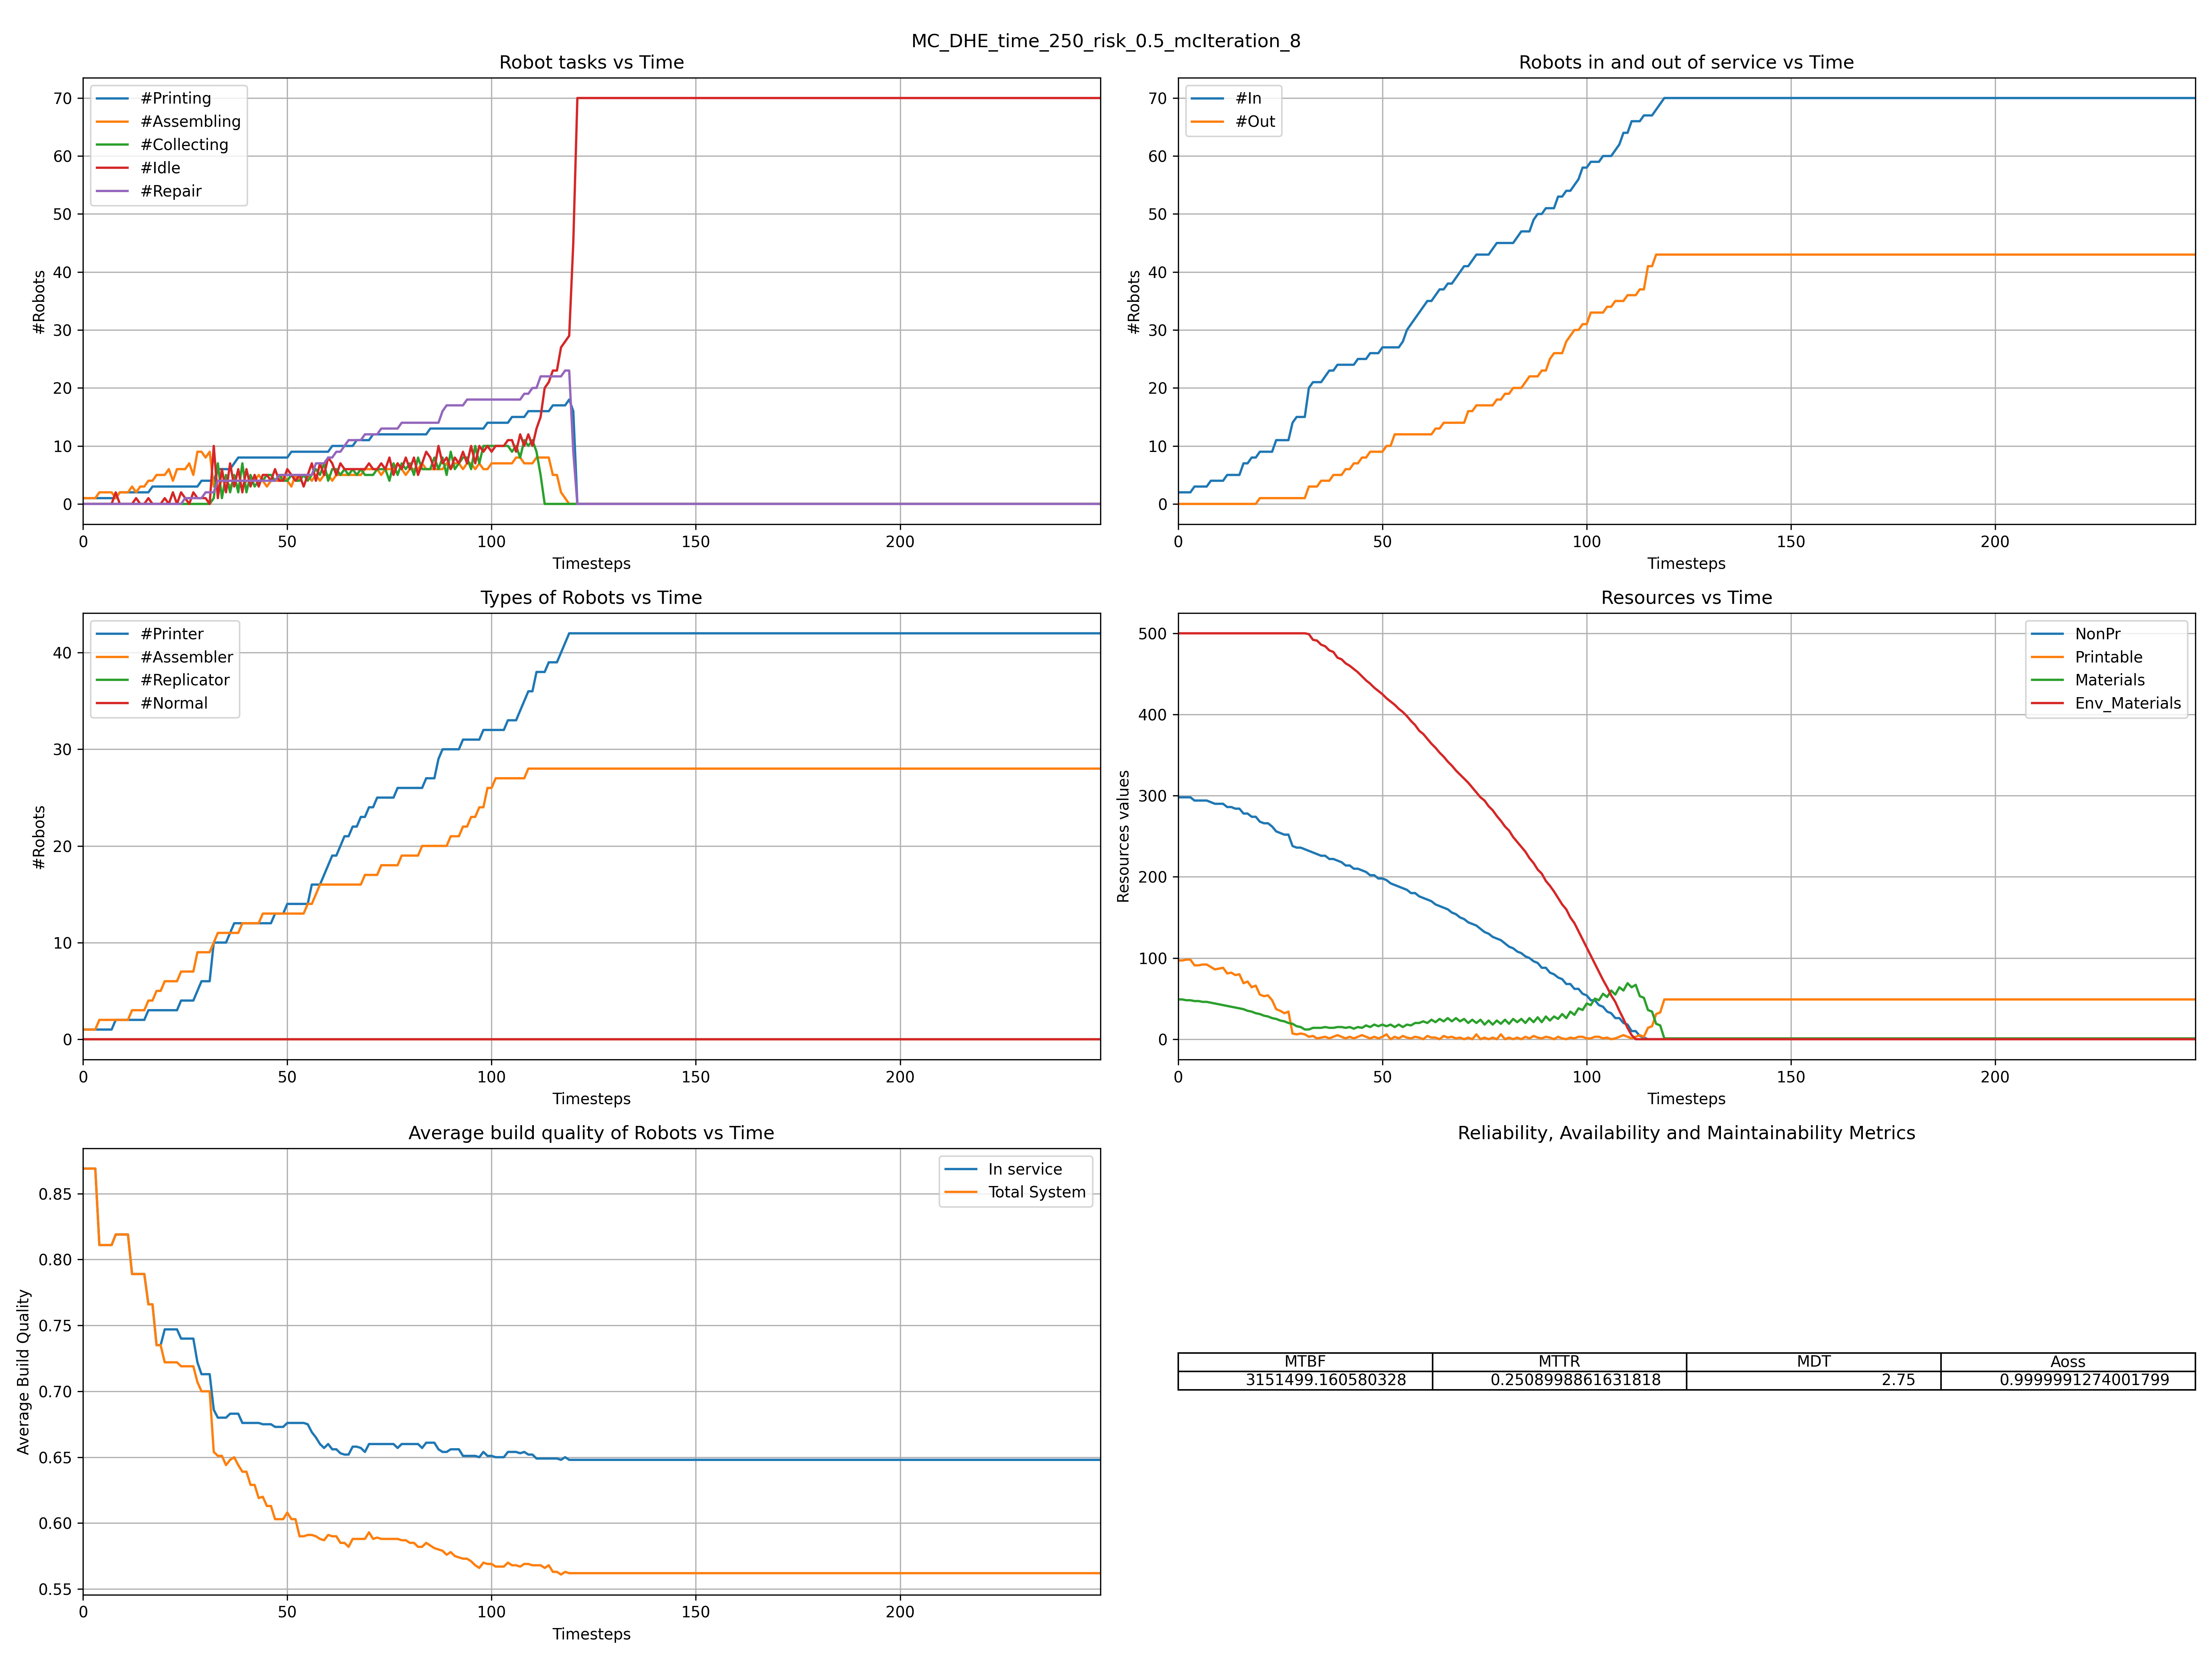 MC_DHE_time_250_risk_0.5_mcIteration_8
Robot tasks vs Time
#Printing
#Assembling
#Collecting
#Idle
#Repair
70
60
50
40
30
20
10
0
#Robots
0 50 100 150 200
Timesteps
Robots in and out of service vs Time
#In
#Out
70
60
50
40
30
20
10
0
#Robots
0 50 100 150 200
Timesteps
Types of Robots vs Time
#Printer
#Assembler
#Replicator
#Normal
40
30
20
10
0
#Robots
0 50 100 150 200
Timesteps
Resources vs Time
NonPr
Printable
Materials
Env_Materials
500
400
300
200
100
0
Resources values
0 50 100 150 200
Timesteps
Average build quality of Robots vs Time
In service
Total System
0.85
0.80
0.75
0.70
0.65
0.60
0.55
Average Build Quality
0 50 100 150 200
Timesteps
Reliability, Availability and Maintainability Metrics
MTBF MTTR MDT Aoss
3151499.160580328 0.2508998861631818 2.75 0.9999991274001799